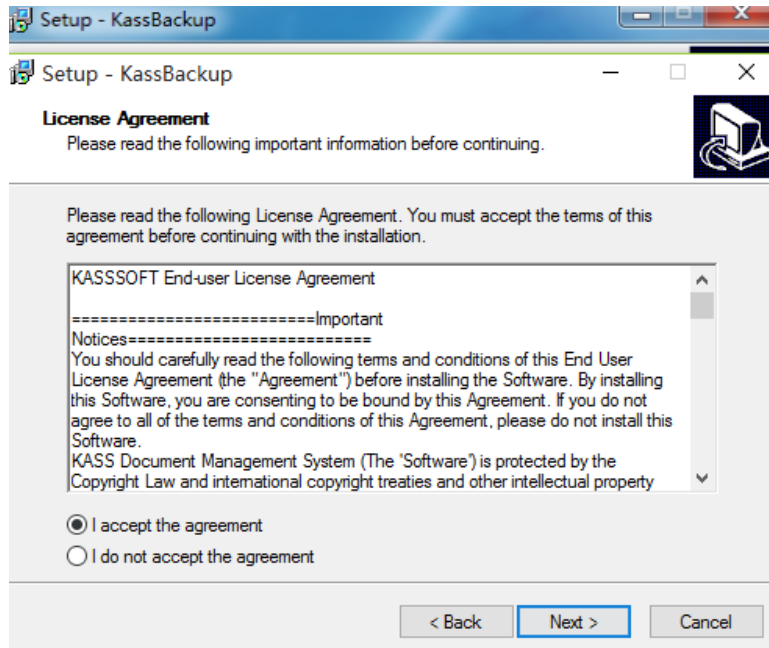 Setup - KassBackup
Setup - KassBackup
License Agreement
Please read the following important information before continuing.
Please read the following License Agreement. You must accept the terms of this
agreement before continuing with the installation.
KASSSOFT End-user License Agreement
==========================Important
Notices==========================
You should carefully read the following terms and conditions of this End User
License Agreement (the "Agreement") before installing the Software. By installing
this Software, you are consenting to be bound by this Agreement. If you do not
agree to all of the terms and conditions of this Agreement, please do not install this
Software.
KASS Document Management System (The 'Software') is protected by the
Copyright Law and international copyright treaties and other intellectual property
I accept the agreement
I do not accept the agreement
< Back
Next >
Cancel